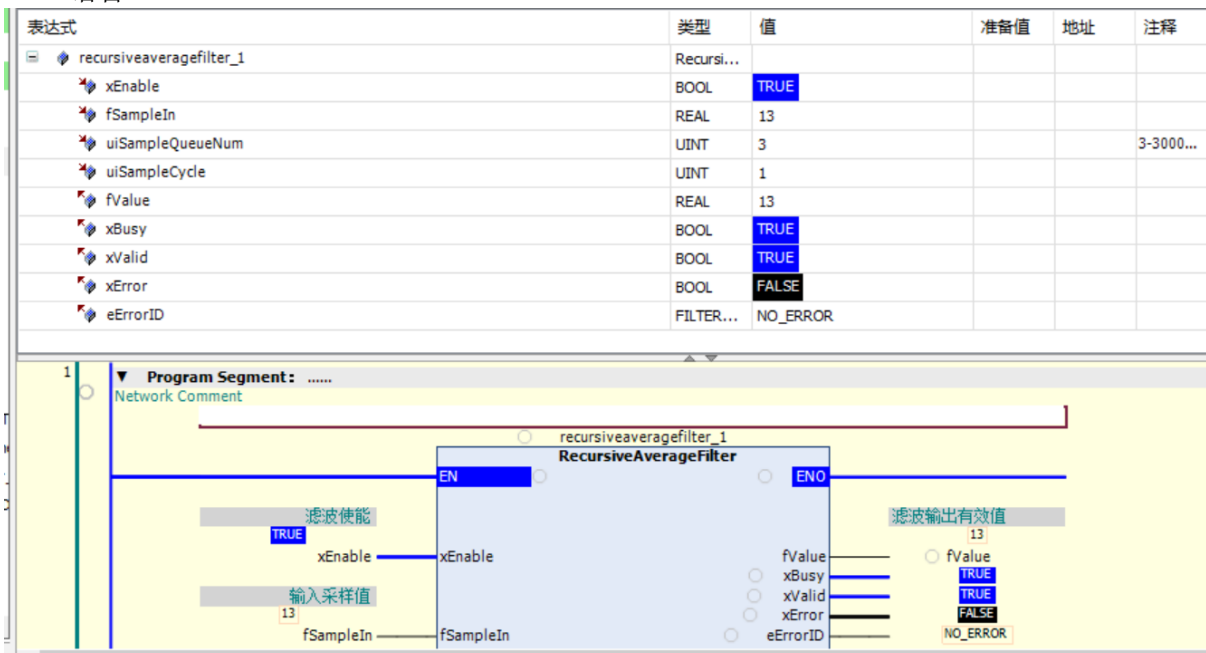 表达式 类型 值 准备值 地址 注释
recursiveaveragefilter_1 Recursi...
xEnable BOOL TRUE
fSampleIn REAL 13
uiSampleQueueNum UINT 3 3-3000...
uiSampleCycle UINT 1
fValue REAL 13
xBusy BOOL TRUE
xValid BOOL TRUE
xError BOOL FALSE
eErrorID FILTER... NO_ERROR
1 Program Segment: ......
Network Comment
recursiveaveragefilter_1
RecursiveAverageFilter
EN ENO
滤波使能 滤波输出有效值
TRUE 13
xEnable xEnable fValue fValue
xBusy TRUE
输入采样值 xValid TRUE
13 xError FALSE
fSampleIn fSampleIn eErrorID NO_ERROR